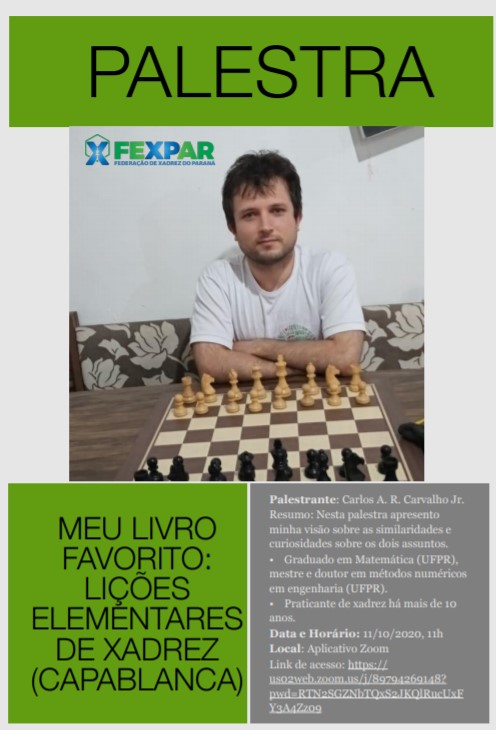 PALESTRA
FEXPAR
FEDERAÇÃO DE XADREZ DO PARANÁ
MEU LIVRO
FAVORITO:
LIÇÕES
ELEMENTARES
DE XADREZ
(CAPABLANCA)
Palestrante: Carlos A. R. Carvalho Jr.
Resumo: Nesta palestra apresento
minha visão sobre as similaridades e
curiosidades sobre os dois assuntos.
• Graduado em Matemática (UFPR),
mestre e doutor em métodos numéricos
em engenharia (UFPR).
• Praticante de xadrez há mais de 10
anos.
Data e Horário: 11/10/2020, 11h
Local: Aplicativo Zoom
Link de acesso: https://
us02web.zoom.us/j/89794269148?
pwd=RTN2SGZNbTQxS2JKQlRucUxF
Y3A4Zz09